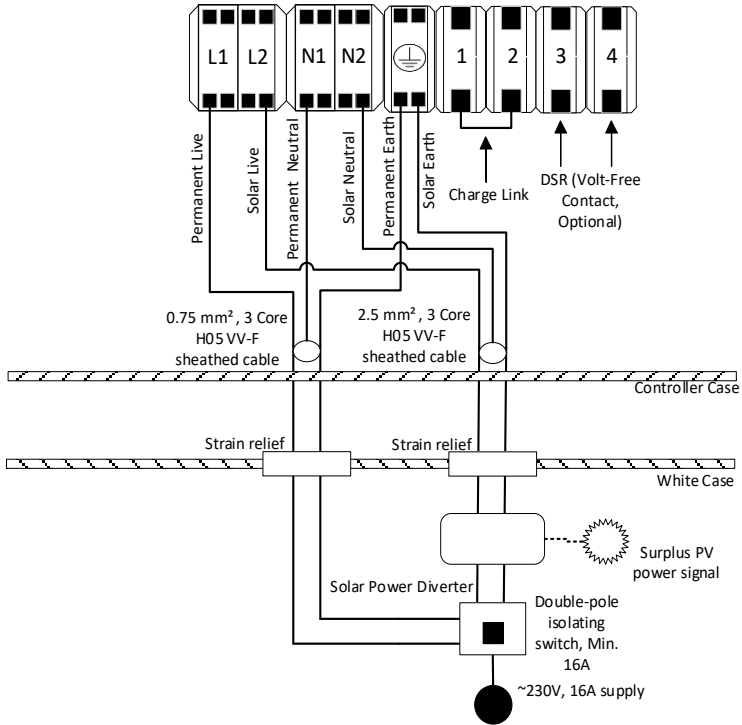 L1 L2 N1 N2 1 2 3 4
Permanent Live
Solar Live
Permanent Neutral
Solar Neutral
Permanent Earth
Solar Earth
Charge Link
DSR (Volt-Free
Contact,
Optional)
0.75 mm², 3 Core
H05 VV-F
sheathed cable
2.5 mm², 3 Core
H05 VV-F
sheathed cable
Controller Case
Strain relief
Strain relief
White Case
Surplus PV
power signal
Solar Power Diverter
Double-pole
isolating
switch, Min.
16A
~230V, 16A supply